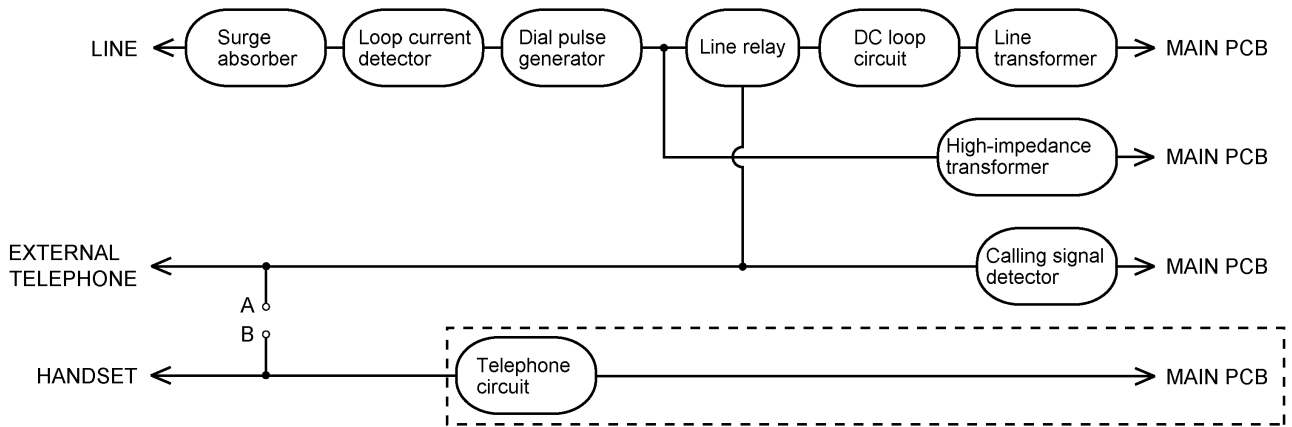 LINE
Surge
absorber
Loop current
detector
Dial pulse
generator
Line relay
DC loop
circuit
Line
transformer
MAIN PCB
High-impedance
transformer
MAIN PCB
EXTERNAL
TELEPHONE
Calling signal
detector
MAIN PCB
A
B
HANDSET
Telephone
circuit
MAIN PCB